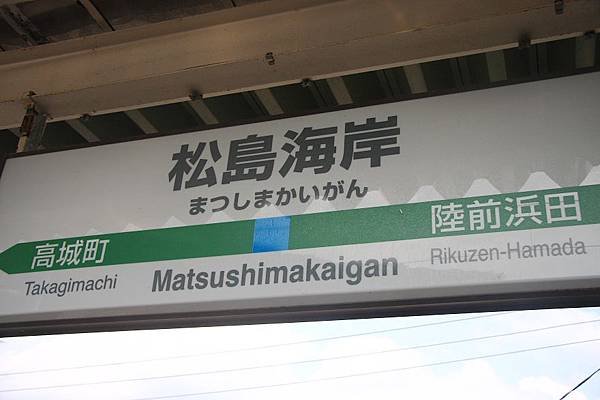 松島海岸
まつしまかいがん
高城町
陸前浜田
Takagimachi
Matsushimakaigan
Rikuzen-Hamada